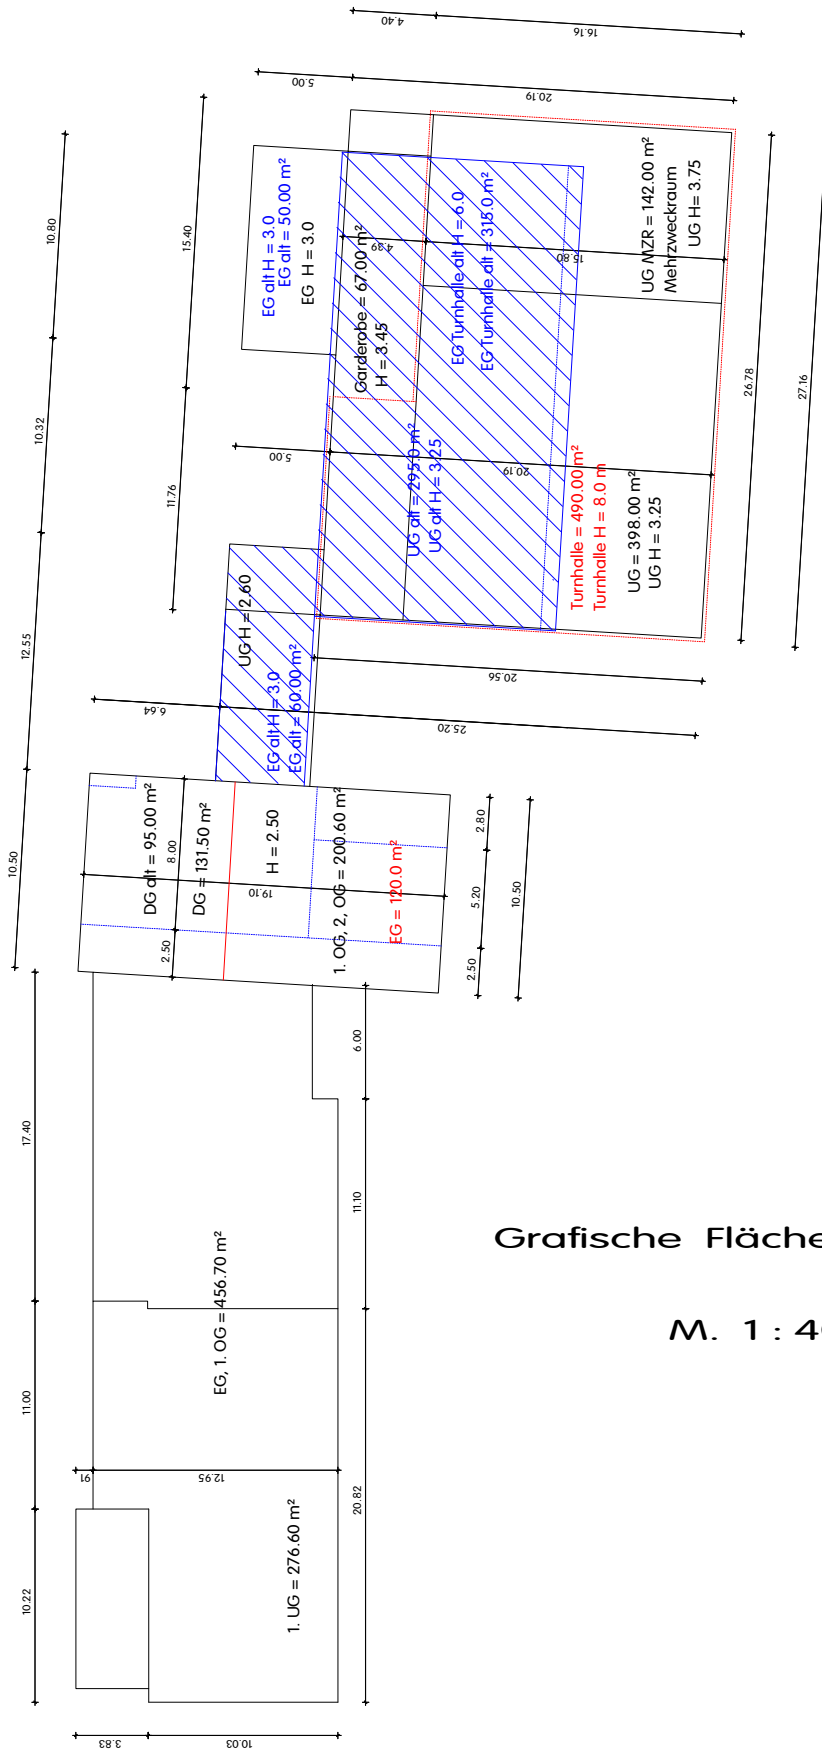 4.40
16.16
5.00
20.19
10.80
15.40
EG alt H = 3.0
EG alt = 50.00 m²
EG H = 3.0
Garderobe = 67.00 m²
H = 3.45
4.39
EG Turnhalle alt H = 6.0
EG Turnhalle alt = 315.0 m²
15.80
UG MZR = 142.00 m²
Mehrzweckraum
UG H= 3.75
26.78
27.16
10.32
11.76
5.00
20.19
UG alt = 295.0 m²
UG alt H = 3.25
Turnhalle = 490.00 m²
Turnhalle H = 8.0 m
UG = 398.00 m²
UG H = 3.25
12.55
UG H = 2.60
EG alt H = 3.0
EG alt = 60.00 m²
20.56
6.64
25.20
10.50
DG alt = 95.00 m²
8.00
DG = 131.50 m²
H = 2.50
19.10
1. OG, 2, OG = 200.60 m²
EG = 120.0 m²
2.50
2.80
5.20
2.50
10.50
17.40
6.00
11.10
EG, 1. OG = 456.70 m²
Grafische Fläche
M. 1 : 4
11.00
91
12.95
20.82
1. UG = 276.60 m²
10.22
3.83
10.03